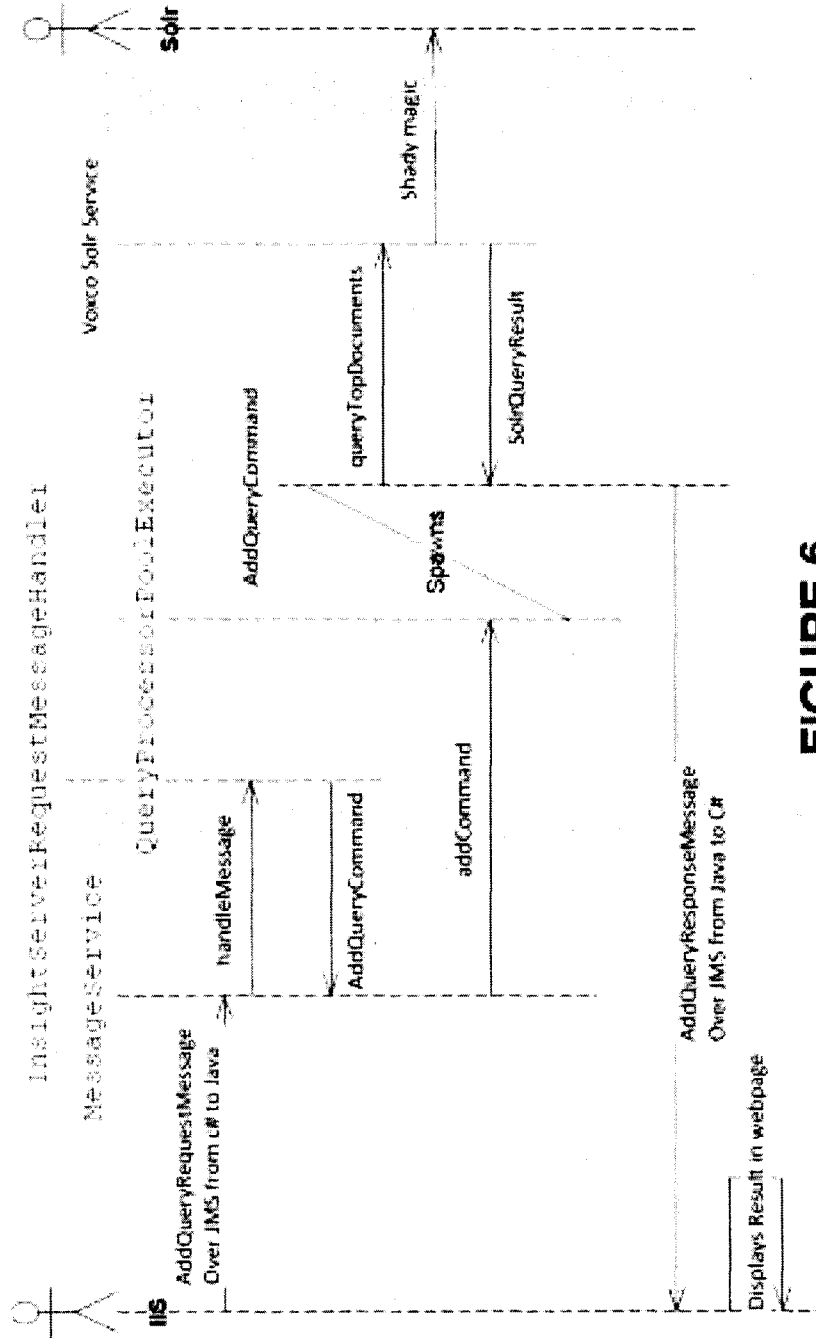 IIS
InsightServerRequestMessageHandler
MessageService
QueryProcessorPoolExecutor
AddQueryCommand
Voxco Solr Service
Solr
AddQueryRequestMessage
Over JMS from c# to Java
handleMessage
AddQueryCommand
addCommand
Spawns
queryTopDocuments
Shady magic
SolrQueryResult
AddQueryResponseMessage
Over JMS from Java to C#
Displays Result in webpage
FIGURE 6